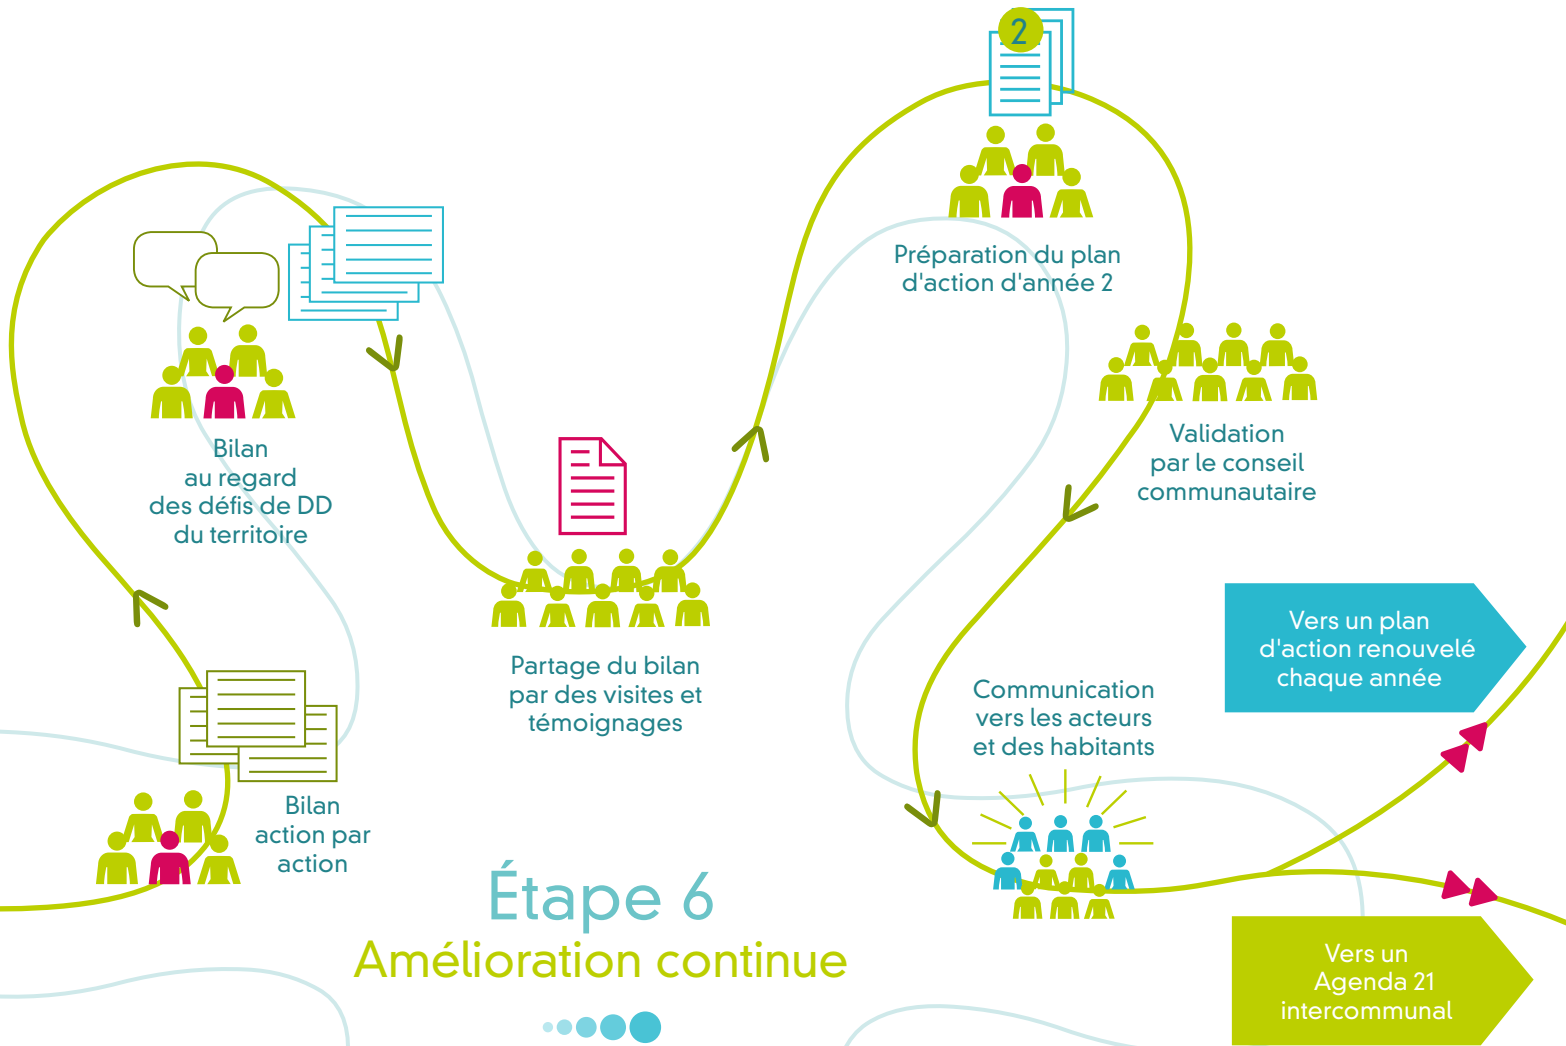 2
Préparation du plan
d'action d'année 2
Bilan
au regard
des défis de DD
du territoire
Validation
par le conseil
communautaire
Partage du bilan
par des visites et
témoignages
Vers un plan
d'action renouvelé
chaque année
Communication
vers les acteurs
et des habitants
Bilan
action par
action
Étape 6
Amélioration continue
Vers un
Agenda 21
intercommunal